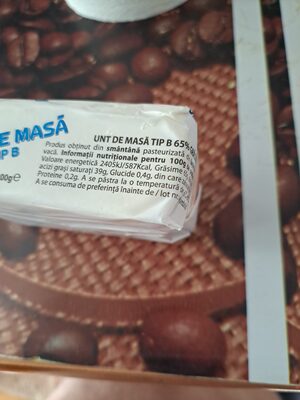 E MASĂ
IP B
00g℮
UNT DE MASĂ TIP B 65%
Produs obținut din smântână pasteurizată d
vacă. Informații nutriționale pentru 100g
Valoare energetică 2405kJ/587Kcal, Grăsime
acizi grași saturați 39g, Glucide 0,4g, din care
Proteine 0,2g. A se păstra la o temperatură
A se consuma de preferință înainte de / lot